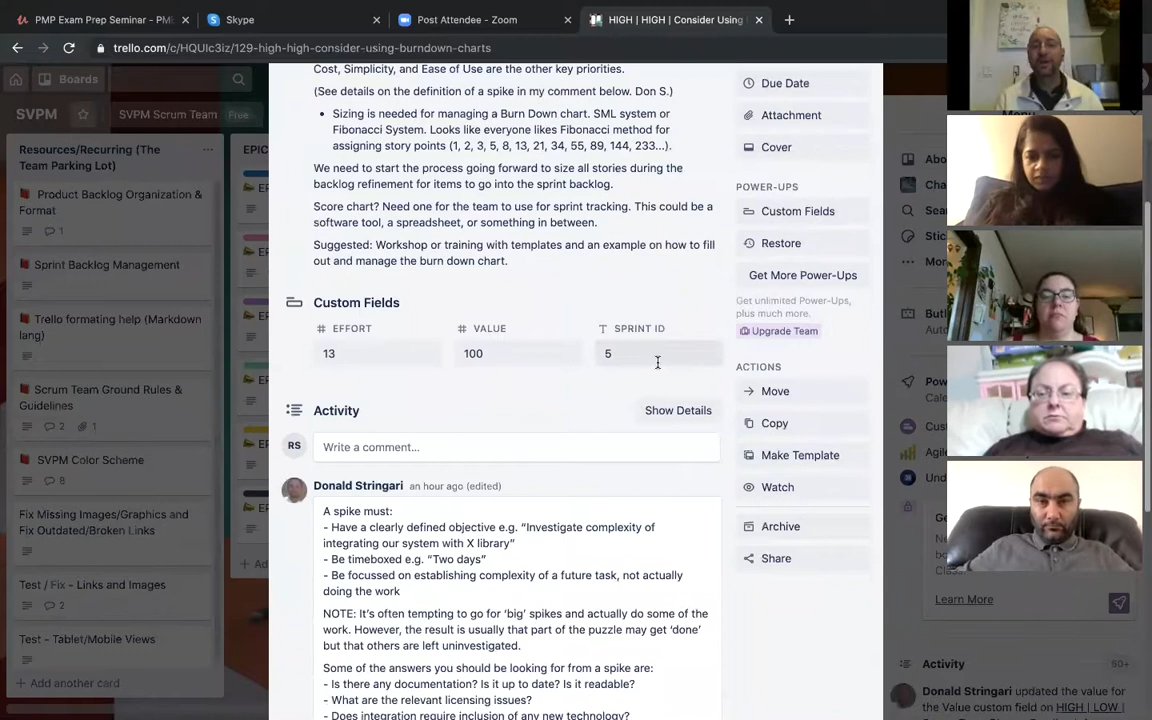 PMP Exam Prep Seminar - PM
Skype
Post Attendee - Zoom
HIGH | HIGH | Consider Using
trello.com/c/HQUIc3iz/129-high-high-consider-using-burndown-charts
Boards
SVPM
SVPM Scrum Team
Free
Resources/Recurring (The
Team Parking Lot)
Product Backlog Organization &
Format
1
Sprint Backlog Management
Trello formating help (Markdown
lang)
Scrum Team Ground Rules &
Guidelines
2 1
SVPM Color Scheme
8
Fix Missing Images/Graphics and
Fix Outdated/Broken Links
Test / Fix - Links and Images
2
Test - Tablet/Mobile Views
+ Add another card
EPIC
Cost, Simplicity, and Ease of Use are the other key priorities.
(See details on the definition of a spike in my comment below. Don S.)
• Sizing is needed for managing a Burn Down chart. SML system or
Fibonacci System. Looks like everyone likes Fibonacci method for
assigning story points (1, 2, 3, 5, 8, 13, 21, 34, 55, 89, 144, 233...).
We need to start the process going forward to size all stories during the
backlog refinement for items to go into the sprint backlog.
Score chart? Need one for the team to use for sprint tracking. This could be a
software tool, a spreadsheet, or something in between.
Suggested: Workshop or training with templates and an example on how to fill
out and manage the burn down chart.
Custom Fields
# EFFORT
# VALUE
T SPRINT ID
13
100
5
Activity
Show Details
RS
Write a comment...
Donald Stringari an hour ago (edited)
A spike must:
- Have a clearly defined objective e.g. “Investigate complexity of
integrating our system with X library”
- Be timeboxed e.g. “Two days”
- Be focussed on establishing complexity of a future task, not actually
doing the work
NOTE: It’s often tempting to go for ‘big’ spikes and actually do some of the
work. However, the result is usually that part of the puzzle may get ‘done’
but that others are left uninvestigated.
Some of the answers you should be looking for from a spike are:
- Is there any documentation? Is it up to date? Is it readable?
- What are the relevant licensing issues?
- Does integration require inclusion of any new technology?
Due Date
Attachment
Cover
POWER-UPS
Custom Fields
Restore
Get More Power-Ups
Get unlimited Power-Ups,
plus much more.
Upgrade Team
ACTIONS
Move
Copy
Make Template
Watch
Archive
Share
Learn More
Activity
90+
Donald Stringari updated the value
for the Value custom field on
HIGH | LOW |